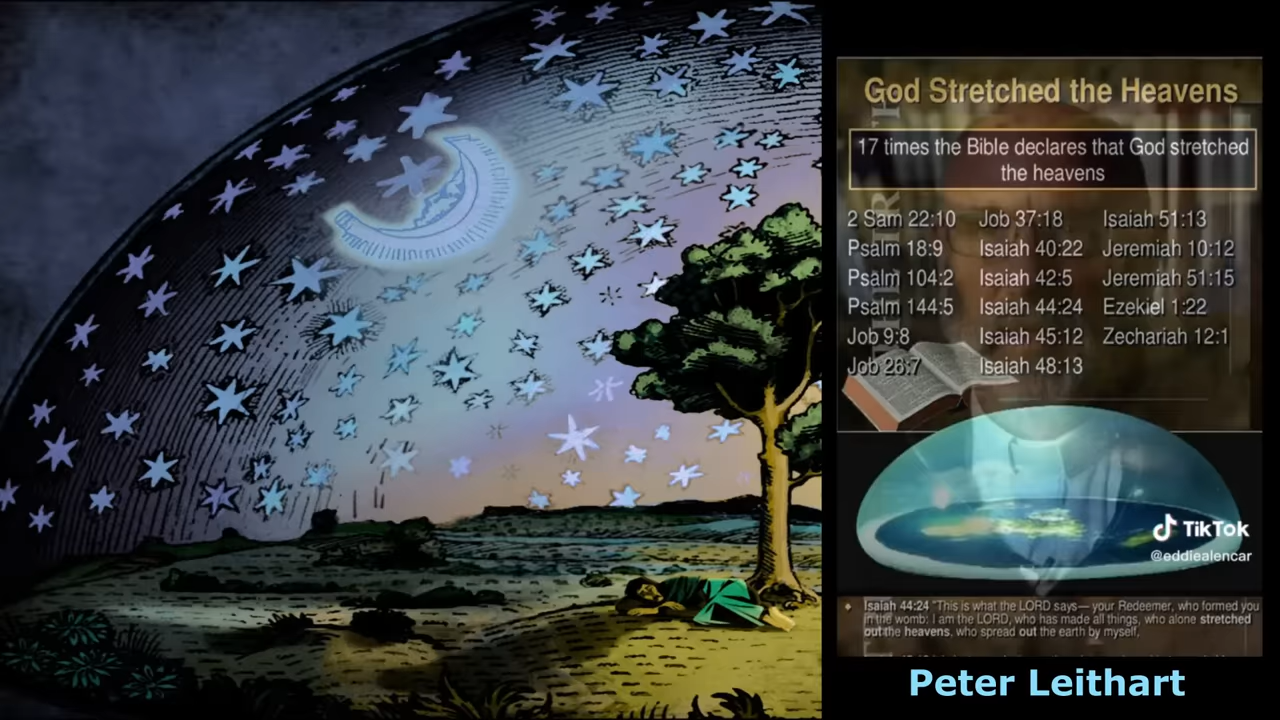 God Stretched the Heavens
17 times the Bible declares that God stretched
the heavens
2 Sam 22:10 Job 37:18 Isaiah 51:13
Psalm 18:9 Isaiah 40:22 Jeremiah 10:12
Psalm 104:2 Isaiah 42:5 Jeremiah 51:15
Psalm 144:5 Isaiah 44:24 Ezekiel 1:22
Job 9:8 Isaiah 45:12 Zechariah 12:1
Job 26:7 Isaiah 48:13
TikTok
@eddiealencar
Isaiah 44:24 "This is what the LORD says— your Redeemer, who formed you
in the womb: I am the LORD, who has made all things, who alone stretched
out the heavens, who spread out the earth by myself,
Peter Leithart